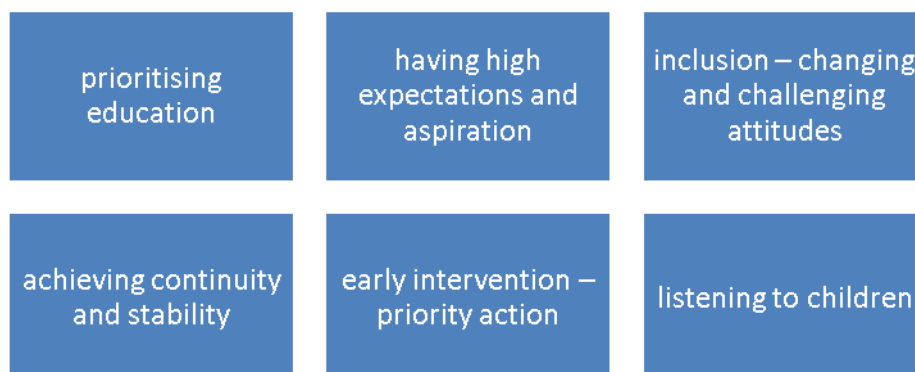 prioritising
education
having high
expectations and
aspiration
inclusion – changing
and challenging
attitudes
achieving continuity
and stability
early intervention –
priority action
listening to children